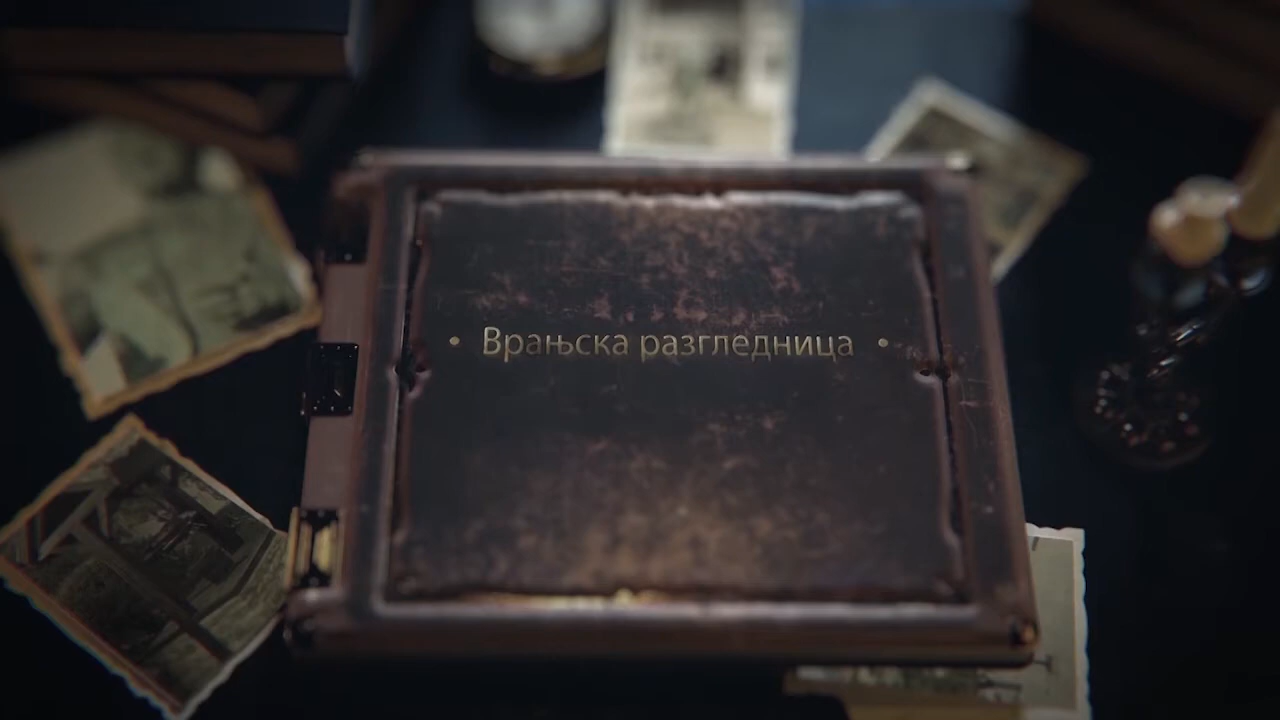 • Врањска разгледница •